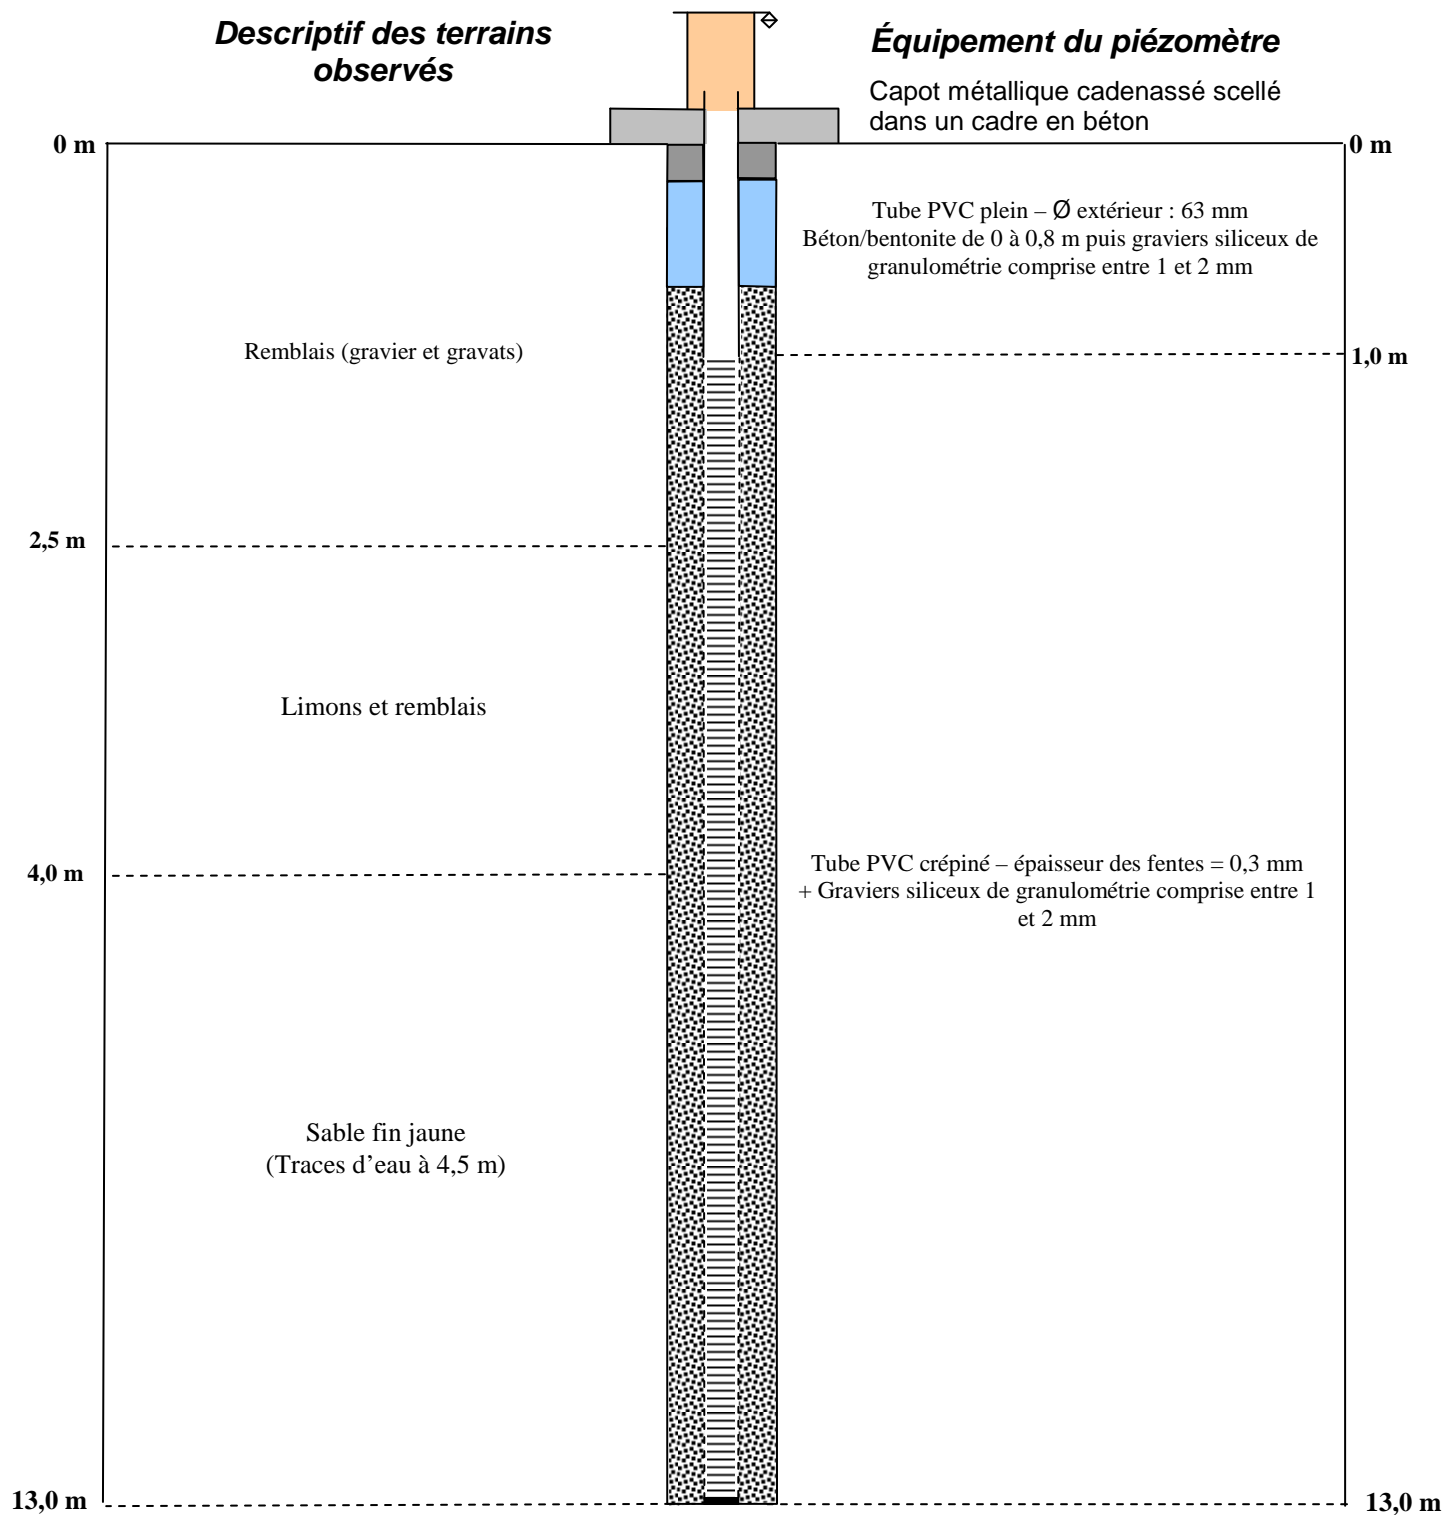 Descriptif des terrains
observés
Équipement du piézomètre
Capot métallique cadenassé scellé
dans un cadre en béton
0 m
0 m
Tube PVC plein – Ø extérieur : 63 mm
Béton/bentonite de 0 à 0,8 m puis graviers siliceux de
granulométrie comprise entre 1 et 2 mm
Remblais (gravier et gravats)
1,0 m
2,5 m
Limons et remblais
4,0 m
Tube PVC crépiné – épaisseur des fentes = 0,3 mm
+ Graviers siliceux de granulométrie comprise entre 1
et 2 mm
Sable fin jaune
(Traces d’eau à 4,5 m)
13,0 m
13,0 m